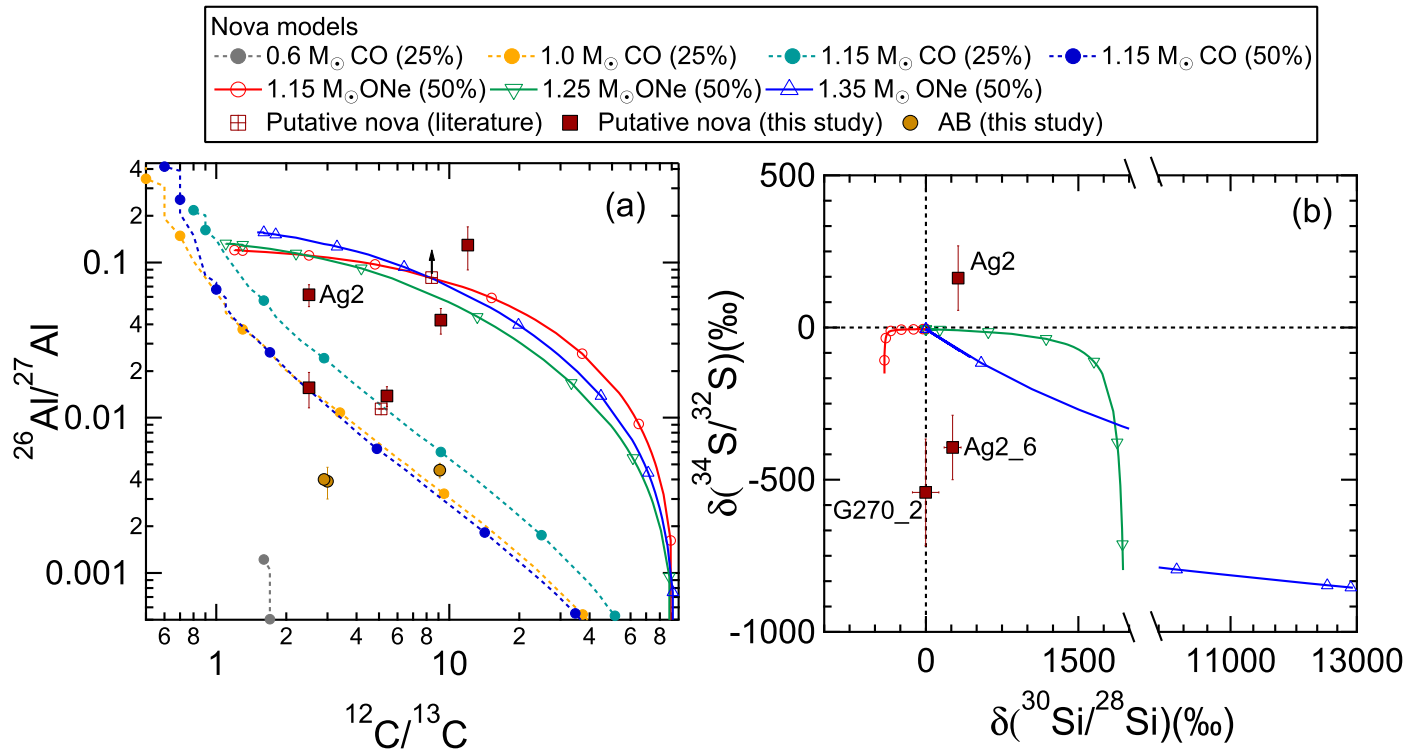 Nova models
0.6 M☉ CO (25%) 1.0 M☉ CO (25%) 1.15 M☉ CO (25%) 1.15 M☉ CO (50%)
1.15 M☉ONe (50%) 1.25 M☉ONe (50%) 1.35 M☉ ONe (50%)
Putative nova (literature) Putative nova (this study) AB (this study)
(a)
4
2
0.1
4
2
0.01
4
2
0.001
²⁶Al/²⁷Al
Ag2
6 8 2 4 6 8 2 4 6 8
1 10
¹²C/¹³C
(b)
500
0
-500
-1000
δ(³⁴S/³²S)(‰)
Ag2
Ag2_6
G270_2
0 1500 11000 13000
δ(³⁰Si/²⁸Si)(‰)